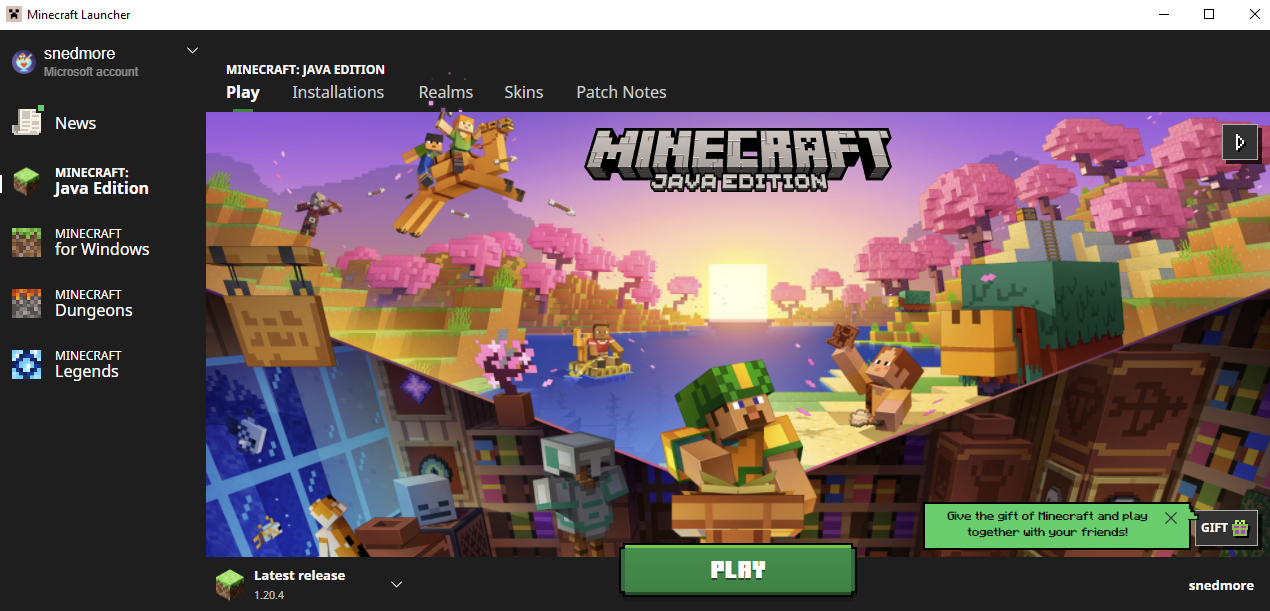 Minecraft Launcher
snedmore
Microsoft account
News
MINECRAFT:
Java Edition
MINECRAFT
for Windows
MINECRAFT
Dungeons
MINECRAFT
Legends
MINECRAFT: JAVA EDITION
Play Installations Realms Skins Patch Notes
MINECRAFT
JAVA EDITION
Give the gift of Minecraft and play
together with your friends!
GIFT
Latest release
1.20.4
PLAY
snedmore